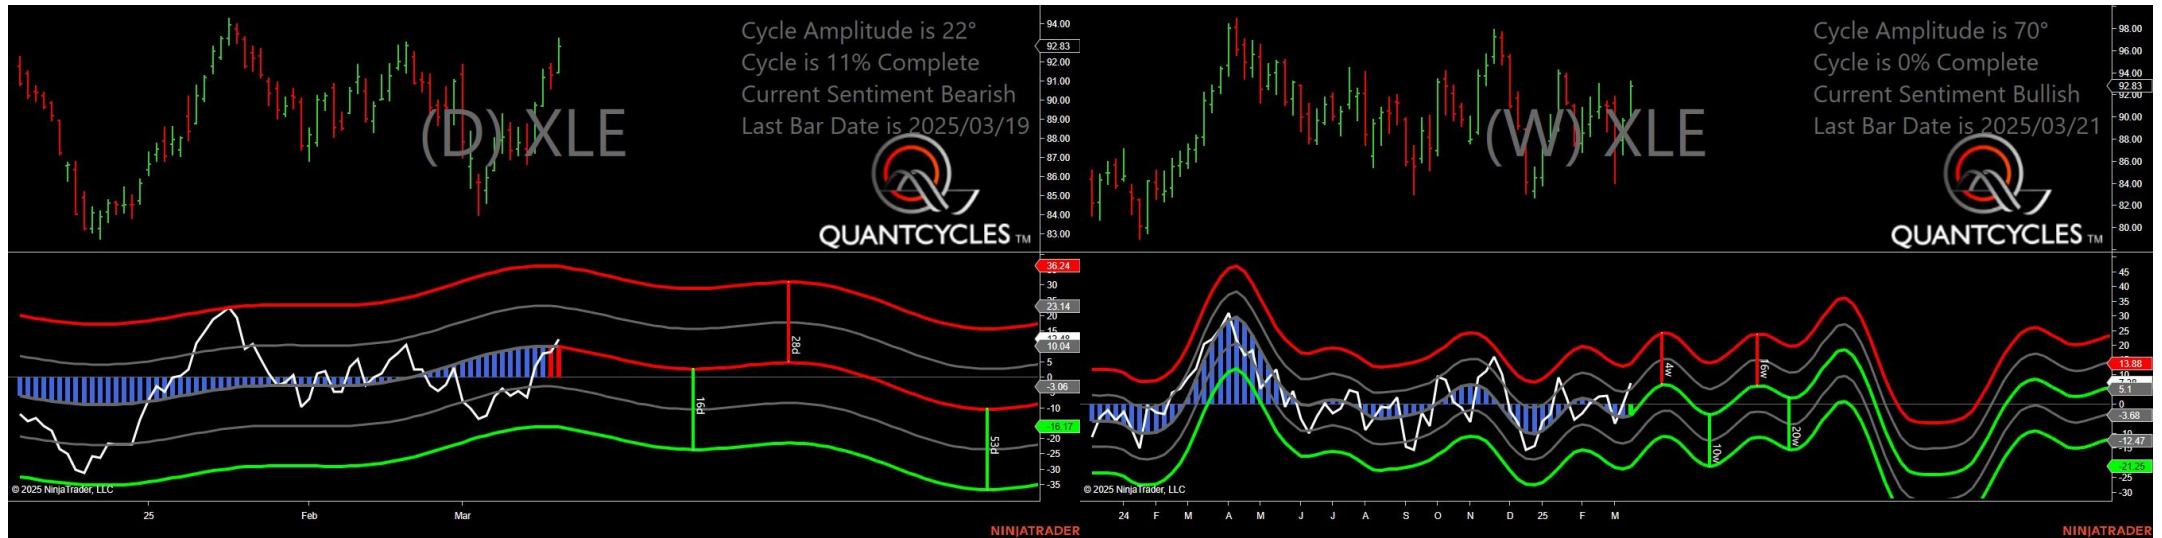 Cycle Amplitude is 22°
Cycle is 11% Complete
Current Sentiment Bearish
Last Bar Date is 2025/03/19
(D) XLE
QUANTCYCLES TM
94.00
92.83
92.00
91.00
90.00
89.00
88.00
87.00
86.00
85.00
84.00
83.00
36.24
30
23.14
20
15
10.04
5
0
-3.06
-10
-16.17
-20
-25
-30
-35
16d
28d
53d
© 2025 NinjaTrader, LLC
25
Feb
Mar
NINJATRADER
Cycle Amplitude is 70°
Cycle is 0% Complete
Current Sentiment Bullish
Last Bar Date is 2025/03/21
(W) XLE
QUANTCYCLES TM
98.00
96.00
94.00
92.83
92.00
90.00
88.00
86.00
84.00
82.00
80.00
45
40
35
30
25
20
13.88
5.1
0
-3.68
-12.47
-21.25
-25
-30
4w
16w
10w
20w
© 2025 NinjaTrader, LLC
24 F M A M J J A S O N D 25 F M
NINJATRADER